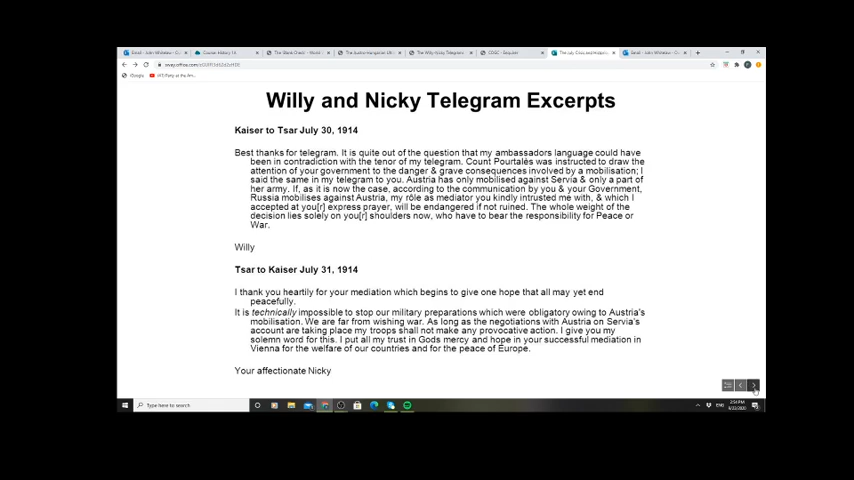 Email - John Whitelaw - C...
The Willy-Nicky Telegrams
Email - John Whitelaw - C...
Google
Willy and Nicky Telegram Excerpts
Kaiser to Tsar July 30, 1914
Best thanks for telegram. It is quite out of the question that my ambassadors language could have
been in contradiction with the tenor of my telegram. Count Pourtalès was instructed to draw the
attention of your government to the danger & grave consequences involved by a mobilisation; I
said the same in my telegram to you. Austria has only mobilised against Servia & only a part of
her army. If, as it is now the case, according to the communication by you & your Government,
Russia mobilises against Austria, my rôle as mediator you kindly intrusted me with, & which I
accepted at you[r] express prayer, will be endangered if not ruined. The whole weight of the
decision lies solely on you[r] shoulders now, who have to bear the responsibility for Peace or
War.
Willy
Tsar to Kaiser July 31, 1914
I thank you heartily for your mediation which begins to give one hope that all may yet end
peacefully.
It is technically impossible to stop our military preparations which were obligatory owing to Austria's
mobilisation. We are far from wishing war. As long as the negotiations with Austria on Servia's
account are taking place my troops shall not make any provocative action. I give you my
solemn word for this. I put all my trust in Gods mercy and hope in your successful mediation in
Vienna for the welfare of our countries and for the peace of Europe.
Your affectionate Nicky
Type here to search
ENG